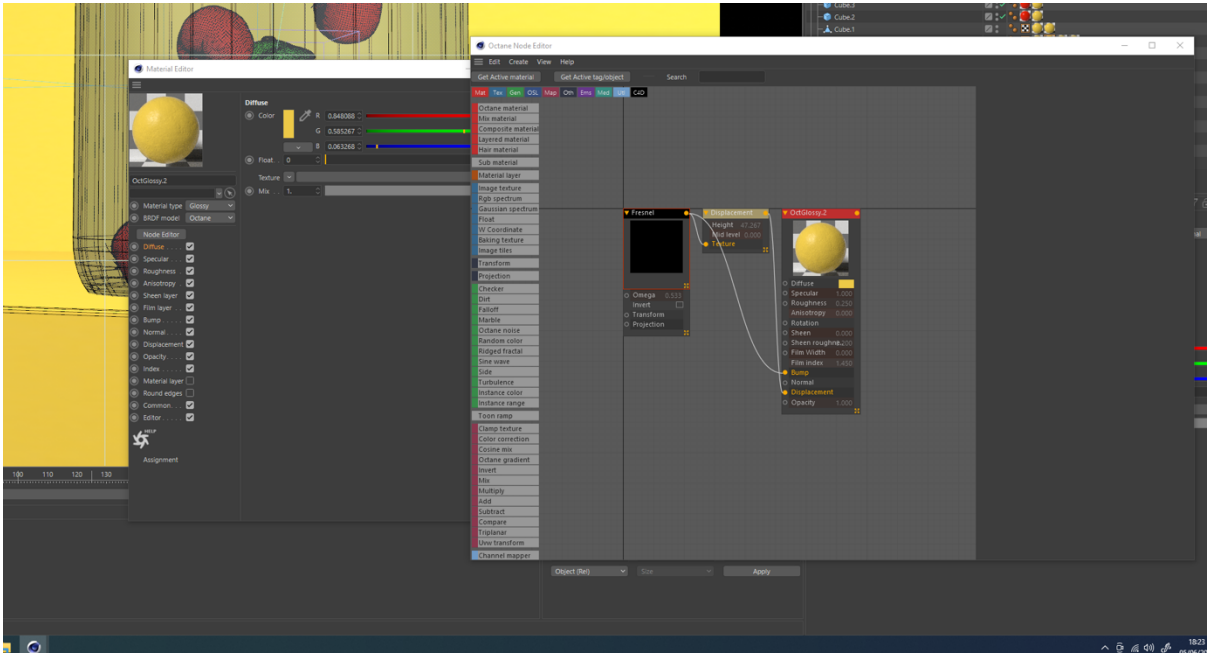 Cube.3
Cube.2
Cube.1
Material Editor
OctGlossy.2
Material type Glossy
BRDF model Octane
Node Editor
Diffuse
Specular
Roughness
Anisotropy
Sheen layer
Film layer
Bump
Normal
Displacement
Opacity
Index
Material layer
Round edges
Common
Editor
HELP
Assignment
Diffuse
Color R 0.848088
G 0.585267
B 0.063268
Float 0
Texture
Mix 1.
100 110 120 130
Octane Node Editor
Edit Create View Help
Get Active material Get Active tag/object Search
Mat Tex Gen OSL Map Oth Ems Med Utl C4D
Octane material
Mix material
Composite material
Layered material
Hair material
Sub material
Material layer
Image texture
Rgb spectrum
Gaussian spectrum
Float
W Coordinate
Baking texture
Image tiles
Transform
Projection
Checker
Dirt
Falloff
Marble
Octane noise
Random color
Ridged fractal
Sine wave
Side
Turbulence
Instance color
Instance range
Toon ramp
Clamp texture
Color correction
Cosine mix
Octane gradient
Invert
Mix
Multiply
Add
Subtract
Compare
Triplanar
Uvw transform
Channel mapper
Fresnel
Omega 0.533
Invert
Transform
Projection
Displacement
Height 47.267
Mid level 0.000
Texture
OctGlossy.2
Diffuse
Specular 1.000
Roughness 0.250
Anisotropy 0.000
Rotation
Sheen 0.000
Sheen roughne..
Film Width 0.000
Film index 1.450
Bump
Normal
Displacement
Opacity 1.000
Object (Rel) Size Apply
18:23